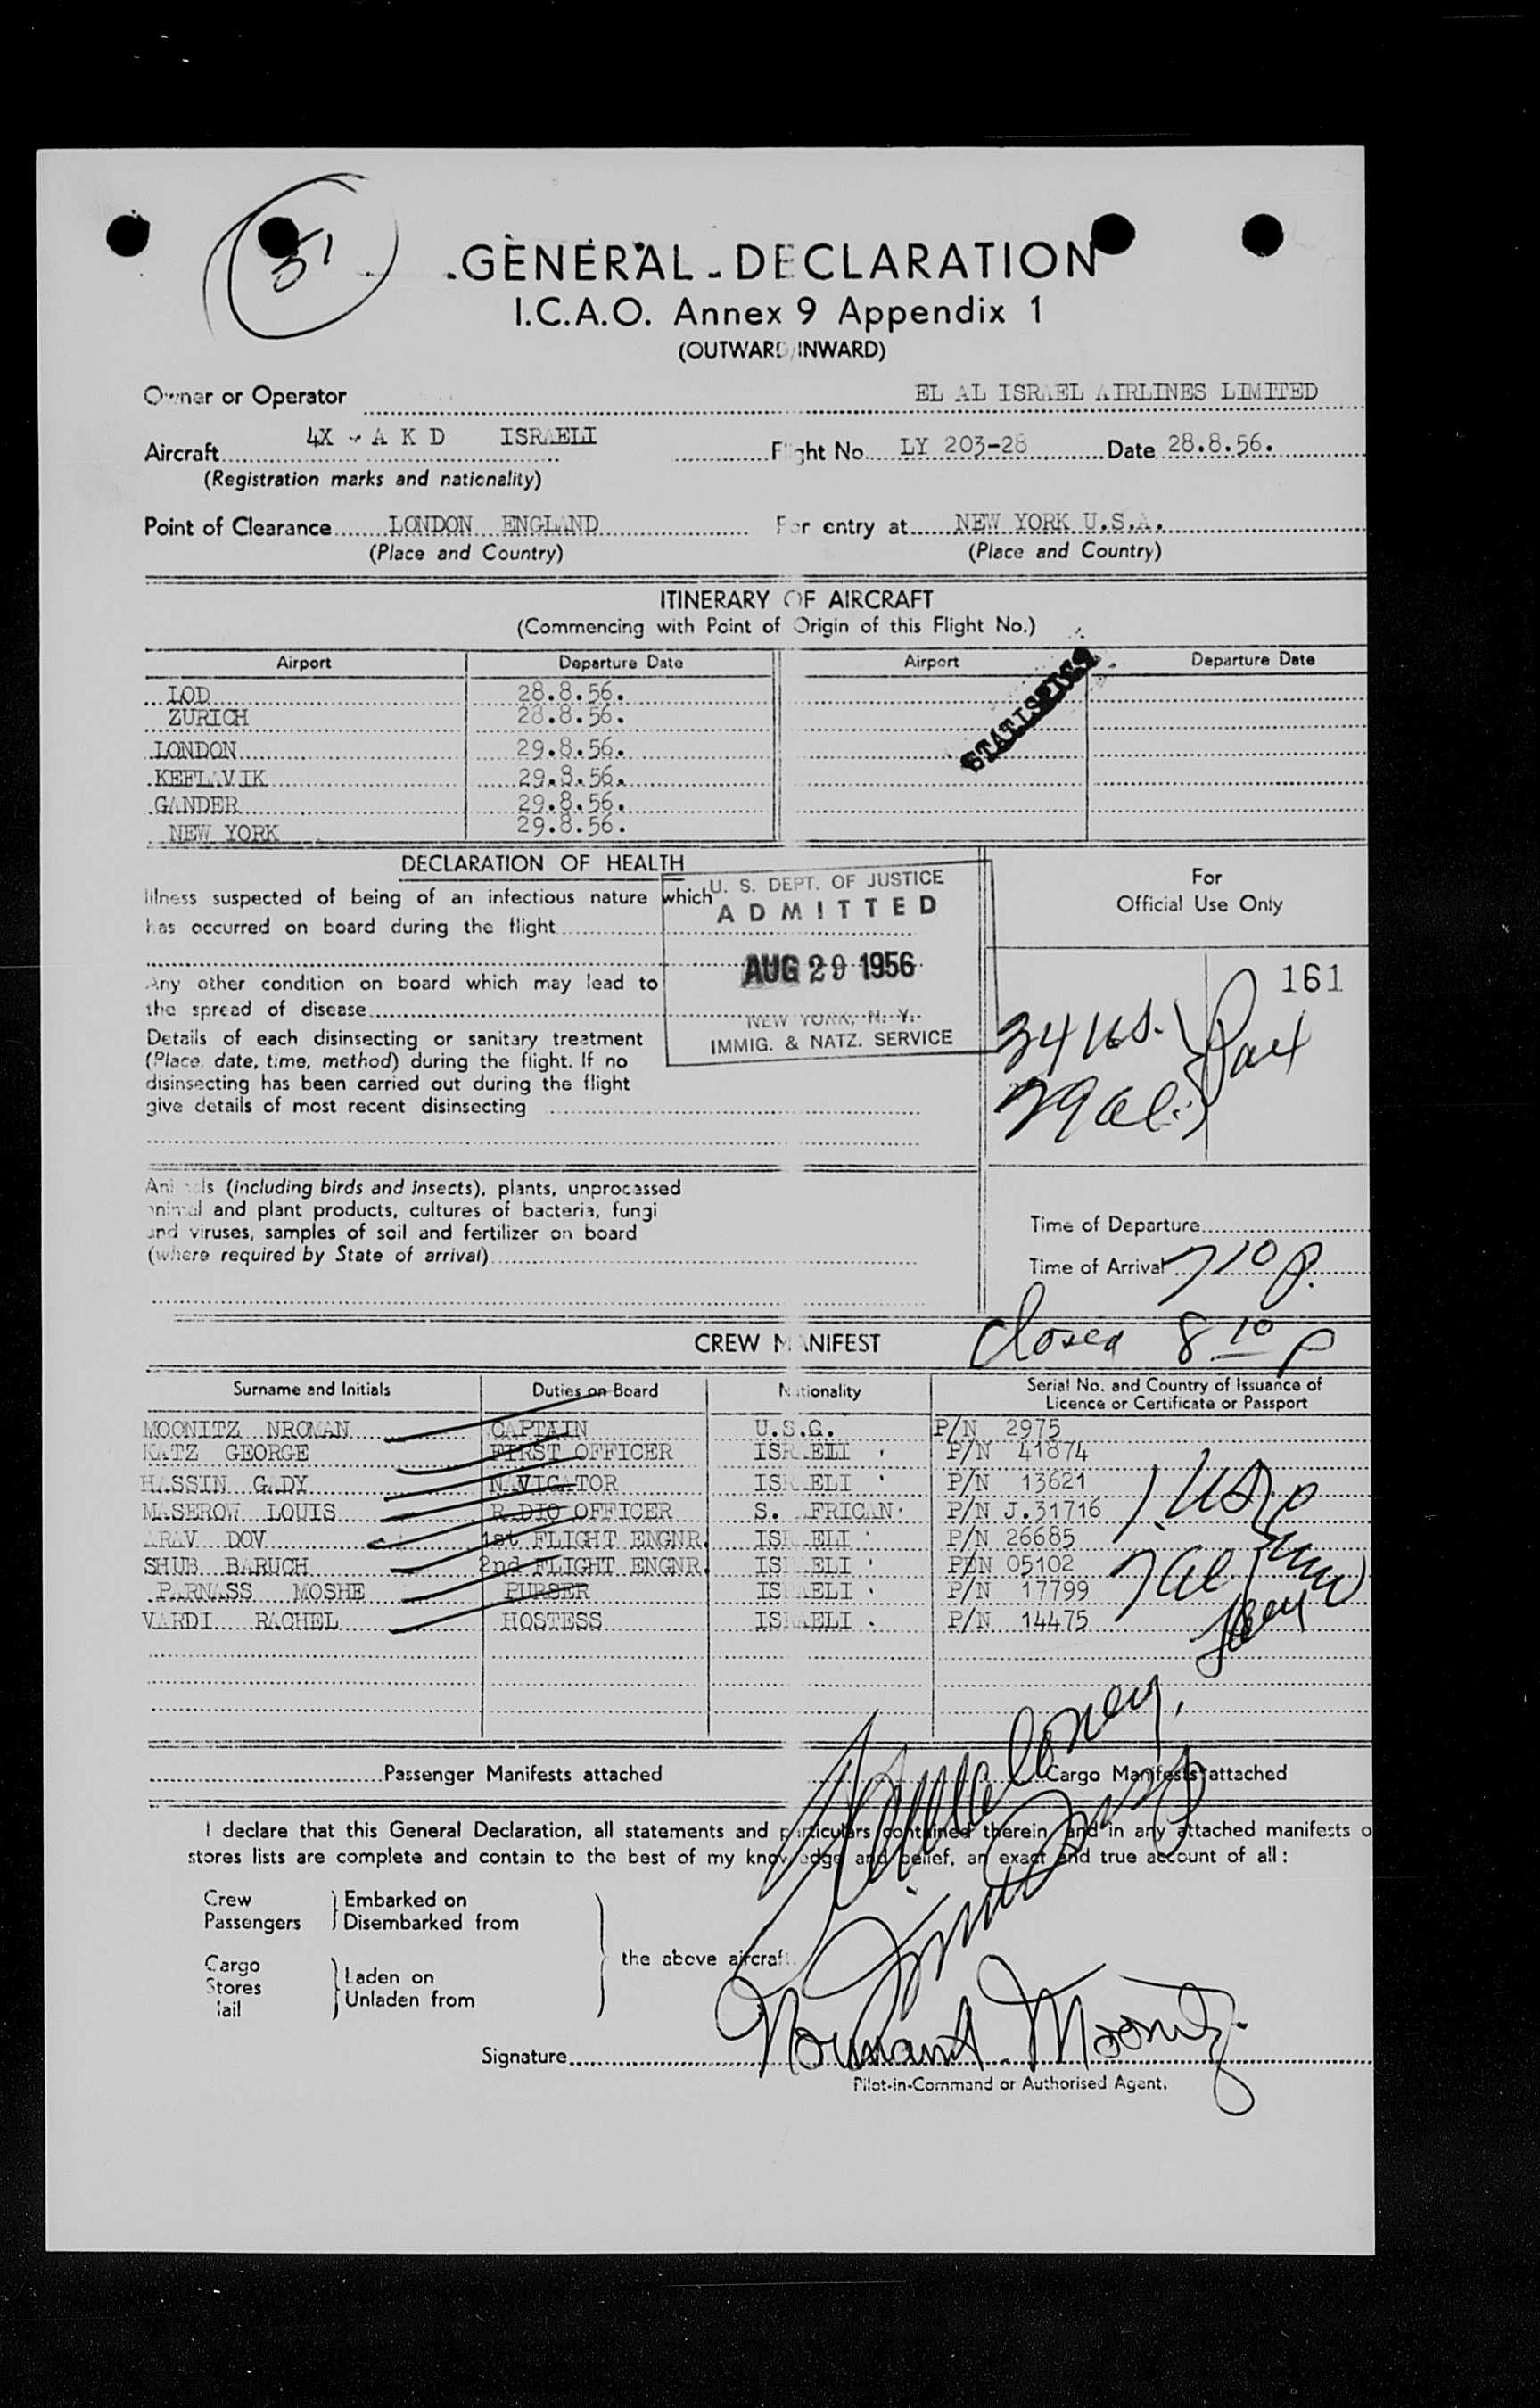 51
GENERAL - DECLARATION
I.C.A.O. Annex 9 Appendix 1
(OUTWARD/INWARD)
Owner or Operator EL AL ISRAEL AIRLINES LIMITED
Aircraft 4X - A K D ISRAELI Flight No. LY 203-28 Date 28.8.56.
(Registration marks and nationality)
Point of Clearance LONDON ENGLAND For entry at NEW YORK U.S.A.
(Place and Country) (Place and Country)
ITINERARY OF AIRCRAFT
(Commencing with Point of Origin of this Flight No.)
Airport Departure Date Airport Departure Date
LOD 28.8.56.
ZURICH 28.8.56.
LONDON 29.8.56.
KEFLAVIK 29.8.56.
GANDER 29.8.56.
NEW YORK 29.8.56.
STATISTICS
DECLARATION OF HEALTH
Illness suspected of being of an infectious nature which
has occurred on board during the flight
Any other condition on board which may lead to
the spread of disease
Details of each disinsecting or sanitary treatment
(Place, date, time, method) during the flight. If no
disinsecting has been carried out during the flight
give details of most recent disinsecting
U. S. DEPT. OF JUSTICE
ADMITTED
AUG 29 1956
NEW YORK, N. Y.
IMMIG. & NATZ. SERVICE
For
Official Use Only
161
34 US.
29 al.
Pax
Animals (including birds and insects), plants, unprocessed
animal and plant products, cultures of bacteria, fungi
and viruses, samples of soil and fertilizer on board
(where required by State of arrival)
Time of Departure
Time of Arrival 710 p.
Closed 8 10 p
CREW MANIFEST
Surname and Initials Duties on Board Nationality Serial No. and Country of Issuance of
Licence or Certificate or Passport
MOONITZ NROMAN CAPTAIN U.S.G. P/N 2975
KATZ GEORGE FIRST OFFICER ISRAELI P/N 41874
HASSIN GADY NAVIGATOR ISRAELI P/N 13621
MASEROW LOUIS RADIO OFFICER S. AFRICAN P/N J.31716
ARAV DOV 1st FLIGHT ENGNR. ISRAELI P/N 26685
SHUB BARUCH 2nd FLIGHT ENGNR. ISRAELI PEN 05102
PARNASS MOSHE PURSER ISRAELI P/N 17799
VARDI RACHEL HOSTESS ISRAELI P/N 14475
1 USC
7 al.
Passenger Manifests attached Cargo Manifests attached
I declare that this General Declaration, all statements and particulars contained therein, and in any attached manifests o
stores lists are complete and contain to the best of my knowledge and belief, an exact and true account of all :
Crew Embarked on
Passengers Disembarked from
the above aircraft.
Cargo Laden on
Stores Unladen from
Mail
Signature Norman Moonitz
Pilot-in-Command or Authorised Agent.